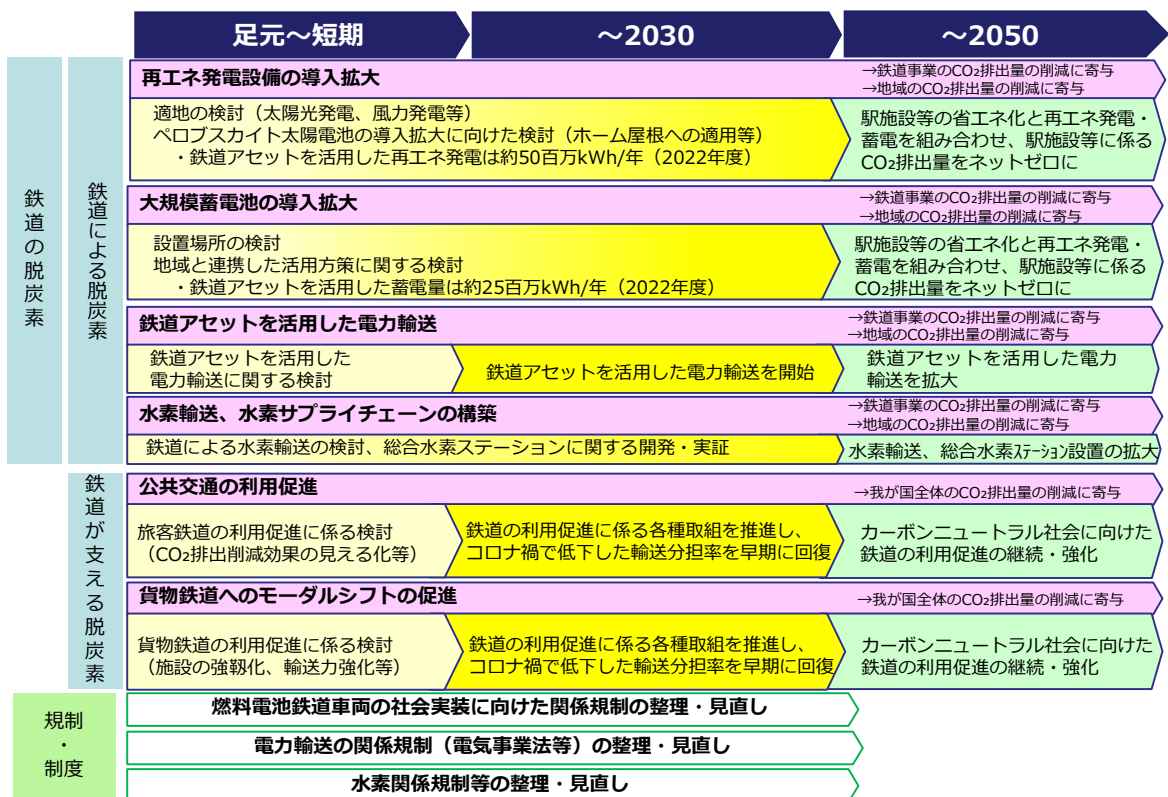 足元～短期
～2030
～2050
鉄道の脱炭素
鉄道による脱炭素
再エネ発電設備の導入拡大
→鉄道事業のCO₂排出量の削減に寄与
→地域のCO₂排出量の削減に寄与
適地の検討（太陽光発電、風力発電等）
ペロブスカイト太陽電池の導入拡大に向けた検討（ホーム屋根への適用等）
・鉄道アセットを活用した再エネ発電は約50百万kWh/年（2022年度）
駅施設等の省エネ化と再エネ発電・
蓄電を組み合わせ、駅施設等に係る
CO₂排出量をネットゼロに
大規模蓄電池の導入拡大
→鉄道事業のCO₂排出量の削減に寄与
→地域のCO₂排出量の削減に寄与
設置場所の検討
地域と連携した活用方策に関する検討
・鉄道アセットを活用した蓄電量は約25百万kWh/年（2022年度）
駅施設等の省エネ化と再エネ発電・
蓄電を組み合わせ、駅施設等に係る
CO₂排出量をネットゼロに
鉄道アセットを活用した電力輸送
→鉄道事業のCO₂排出量の削減に寄与
→地域のCO₂排出量の削減に寄与
鉄道アセットを活用した
電力輸送に関する検討
鉄道アセットを活用した電力輸送を開始
鉄道アセットを活用した電力
輸送を拡大
水素輸送、水素サプライチェーンの構築
→鉄道事業のCO₂排出量の削減に寄与
→地域のCO₂排出量の削減に寄与
鉄道による水素輸送の検討、総合水素ステーションに関する開発・実証
水素輸送、総合水素ｽﾃｰｼｮﾝ設置の拡大
鉄道が支える脱炭素
公共交通の利用促進
→我が国全体のCO₂排出量の削減に寄与
旅客鉄道の利用促進に係る検討
（CO₂排出削減効果の見える化等）
鉄道の利用促進に係る各種取組を推進し、
コロナ禍で低下した輸送分担率を早期に回復
カーボンニュートラル社会に向けた
鉄道の利用促進の継続・強化
貨物鉄道へのモーダルシフトの促進
→我が国全体のCO₂排出量の削減に寄与
貨物鉄道の利用促進に係る検討
（施設の強靱化、輸送力強化等）
鉄道の利用促進に係る各種取組を推進し、
コロナ禍で低下した輸送分担率を早期に回復
カーボンニュートラル社会に向けた
鉄道の利用促進の継続・強化
規制
・
制度
燃料電池鉄道車両の社会実装に向けた関係規制の整理・見直し
電力輸送の関係規制（電気事業法等）の整理・見直し
水素関係規制等の整理・見直し